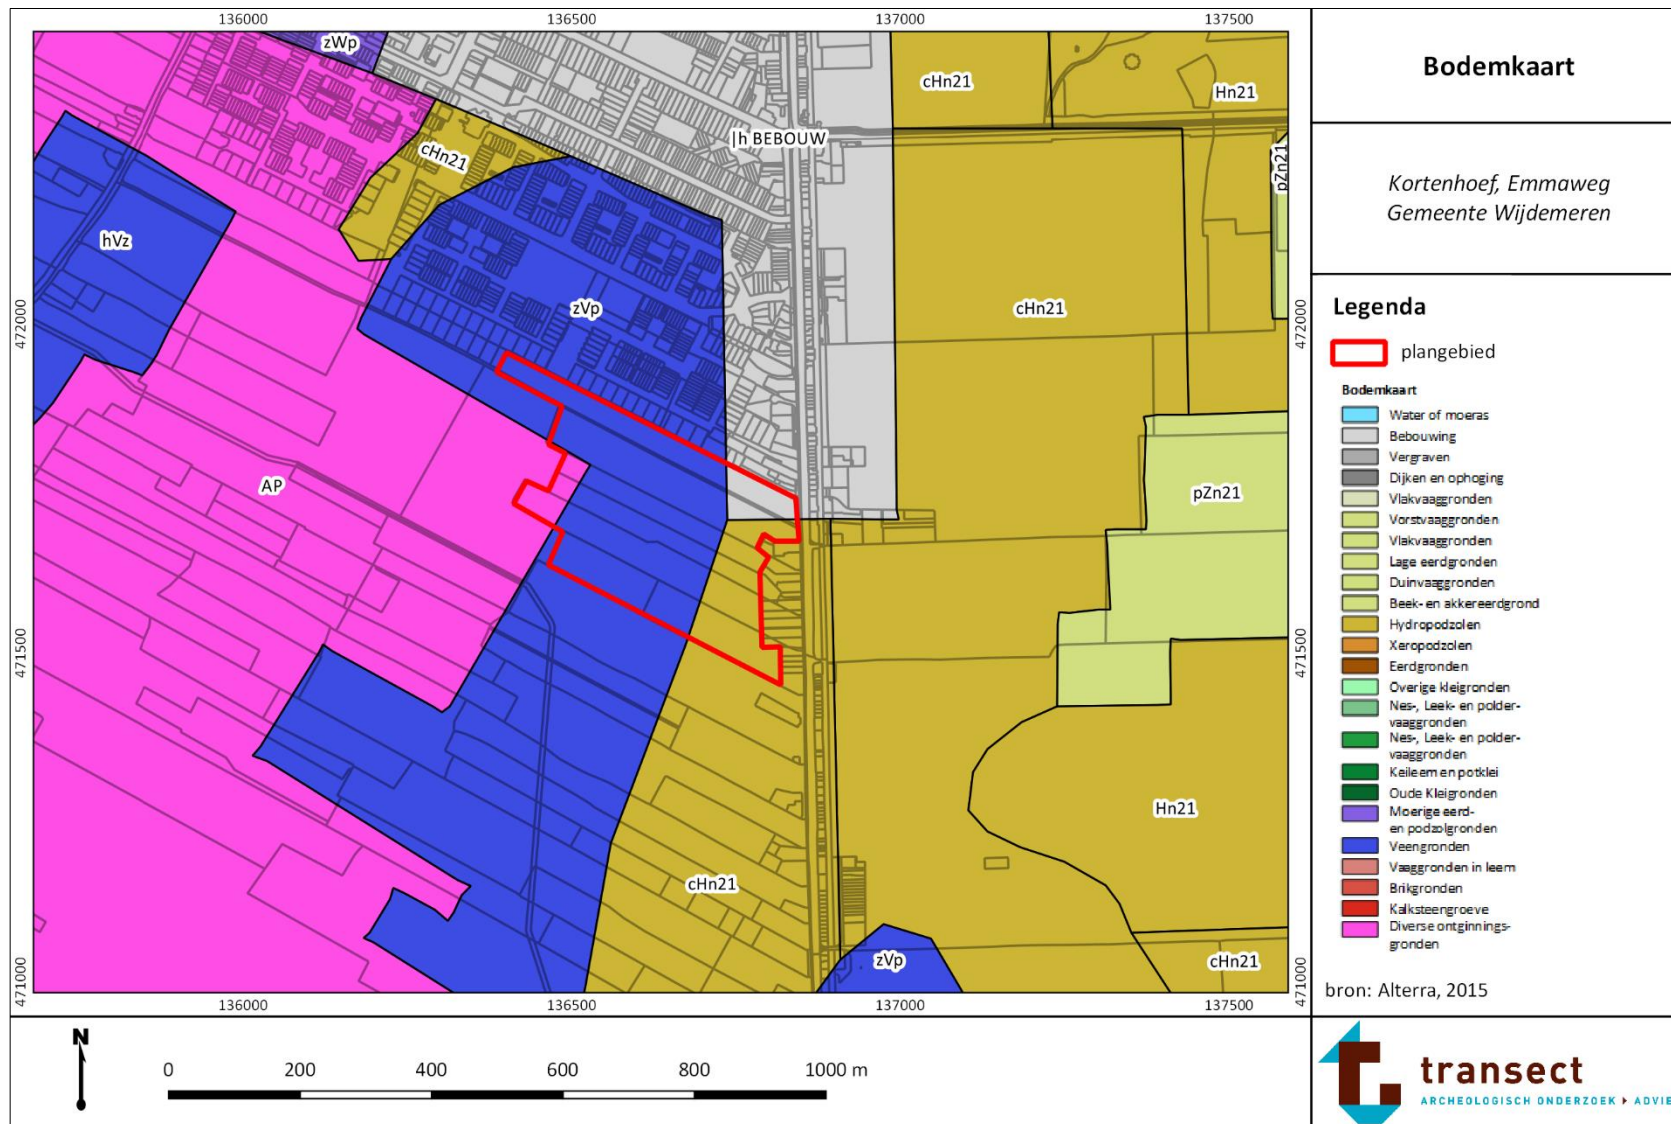 136000
136500
137000
137500
zWp
cHn21
Hn21
|h BEBOUW
pZn21
cHn21
hVz
472000
zVp
cHn21
472000
AP
pZn21
471500
471500
Hn21
cHn21
zVp
cHn21
471000
471000
136000
136500
137000
137500
N
0
200
400
600
800
1000 m
Bodemkaart
Kortenhoef, Emmaweg
Gemeente Wijdemeren
Legenda
plangebied
Bodemkaart
Water of moeras
Bebouwing
Vergraven
Dijken en ophoging
Vlakvaaggronden
Vorstvaaggronden
Vlakvaaggronden
Lage eerdgronden
Duinvaaggronden
Beek- en akkereerdgrond
Hydropodzolen
Xeropodzolen
Eerdgronden
Overige kleigronden
Nes-, Leek- en polder-
vaaggronden
Nes-, Leek- en polder-
vaaggronden
Keileem en potklei
Oude Kleigronden
Moerige eerd-
en podzolgronden
Veengronden
Vaaggronden in leem
Brikgronden
Kalksteengroeve
Diverse ontginnings-
gronden
bron: Alterra, 2015
transect
ARCHEOLOGISCH ONDERZOEK ▸ ADVIE